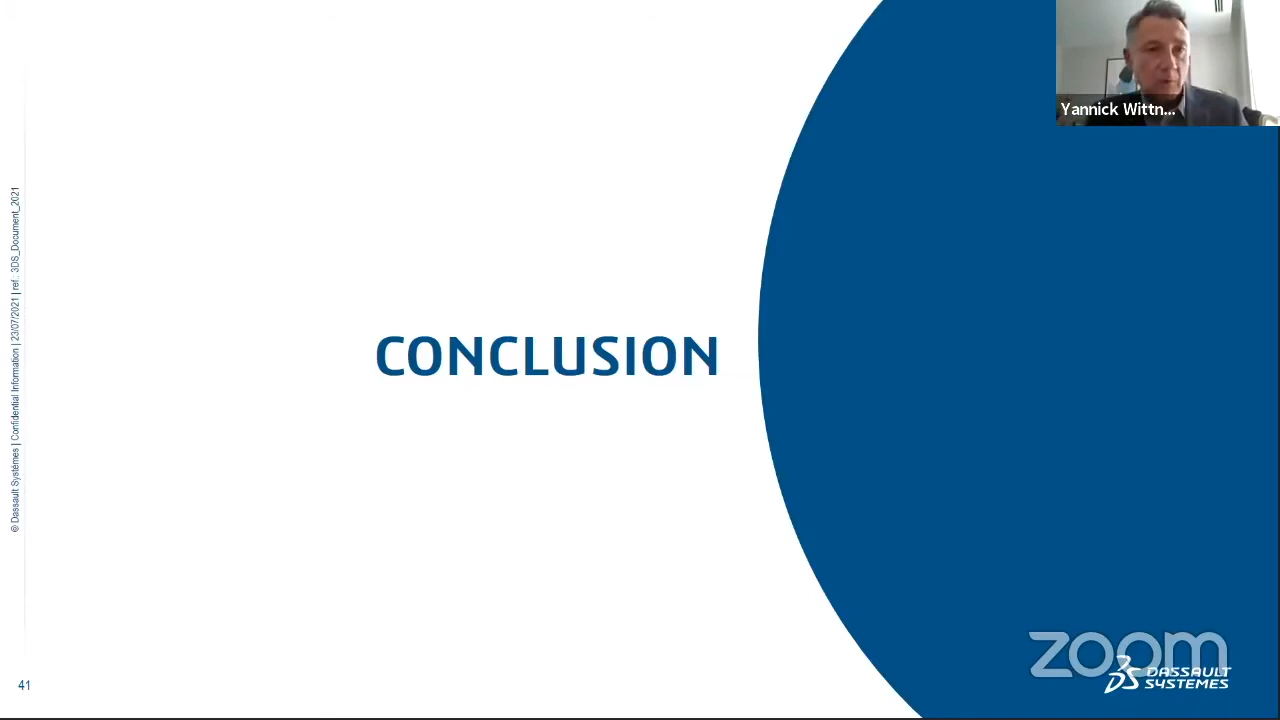 Yannick Wittn...
© Dassault Systèmes | Confidential Information | 23/07/2021 | ref.: 3DS_Document_2021
CONCLUSION
zoom
DASSAULT
SYSTEMES
41